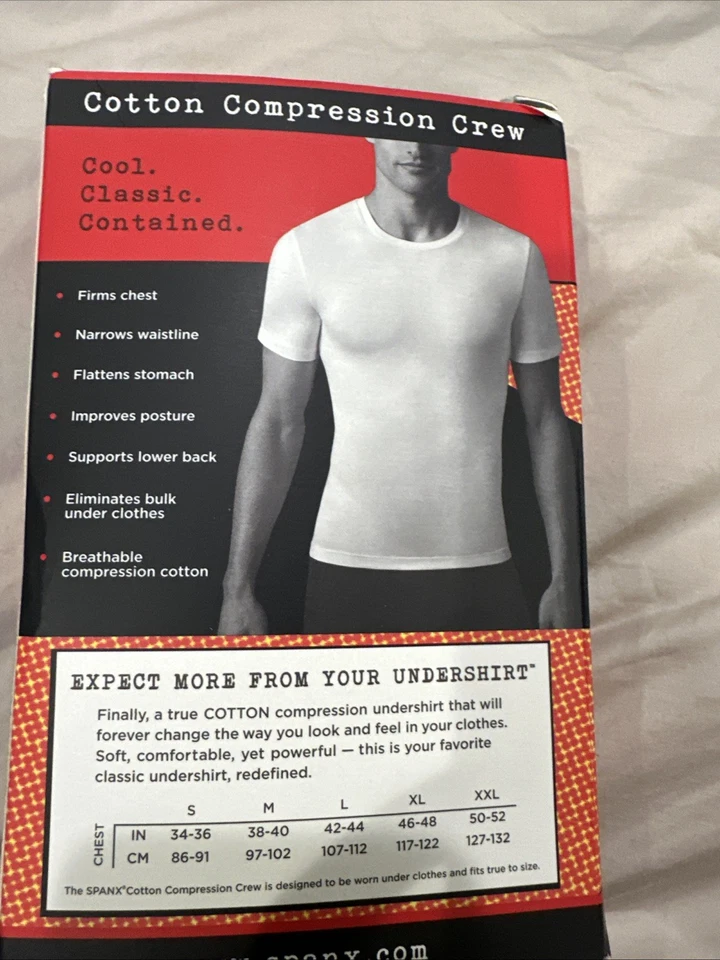 Cotton Compression Crew
Cool.
Classic.
Contained.
• Firms chest
• Narrows waistline
• Flattens stomach
• Improves posture
• Supports lower back
• Eliminates bulk
under clothes
• Breathable
compression cotton
EXPECT MORE FROM YOUR UNDERSHIRT™
Finally, a true COTTON compression undershirt that will
forever change the way you look and feel in your clothes.
Soft, comfortable, yet powerful — this is your favorite
classic undershirt, redefined.
S M L XL XXL
CHEST
IN 34-36 38-40 42-44 46-48 50-52
CM 86-91 97-102 107-112 117-122 127-132
The SPANX® Cotton Compression Crew is designed to be worn under clothes and fits true to size.
spanx.com